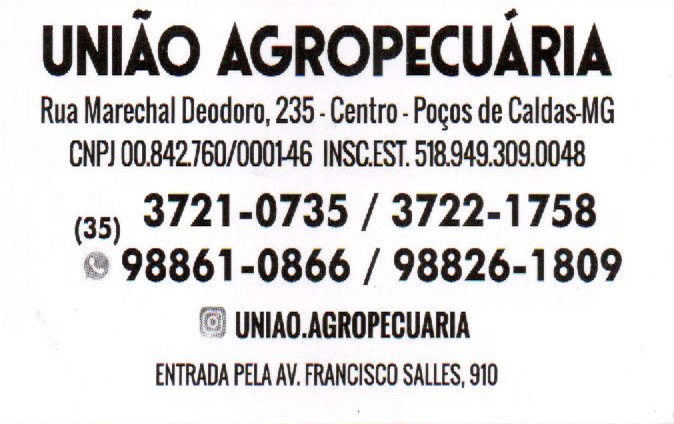 UNIÃO AGROPECUÁRIA
Rua Marechal Deodoro, 235 - Centro - Poços de Caldas-MG
CNPJ 00.842.760/0001-46 INSC.EST. 518.949.309.0048
(35) 3721-0735 / 3722-1758
98861-0866 / 98826-1809
UNIAO.AGROPECUARIA
ENTRADA PELA AV. FRANCISCO SALLES, 910